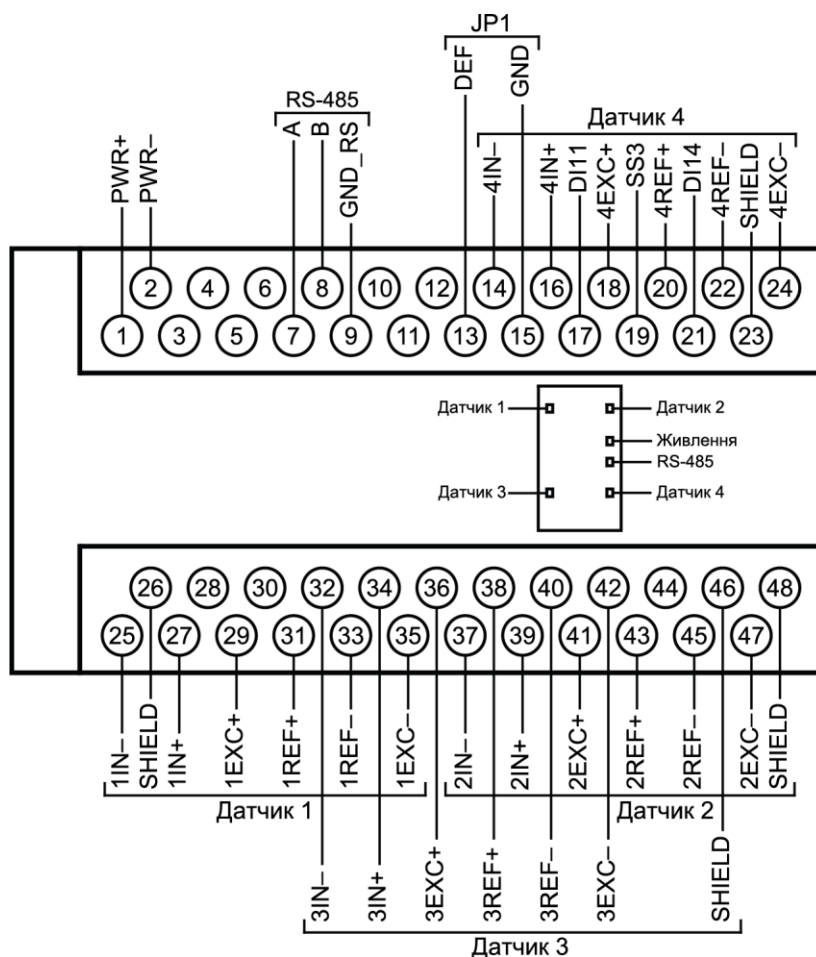 JP1
DEF
GND
RS-485
A
B
GND_RS
PWR+
PWR–
Датчик 4
4IN–
4IN+
DI11
4EXC+
SS3
4REF+
DI14
4REF–
SHIELD
4EXC–
2 4 6 8 10 12 14 16 18 20 22 24
1 3 5 7 9 11 13 15 17 19 21 23
Датчик 1
Датчик 2
Живлення
RS-485
Датчик 3
Датчик 4
26 28 30 32 34 36 38 40 42 44 46 48
25 27 29 31 33 35 37 39 41 43 45 47
1IN–
SHIELD
1IN+
1EXC+
1REF+
1REF–
1EXC–
Датчик 1
2IN–
2IN+
2EXC+
2REF+
2REF–
2EXC–
SHIELD
Датчик 2
3IN–
3IN+
3EXC+
3REF+
3REF–
3EXC–
SHIELD
Датчик 3